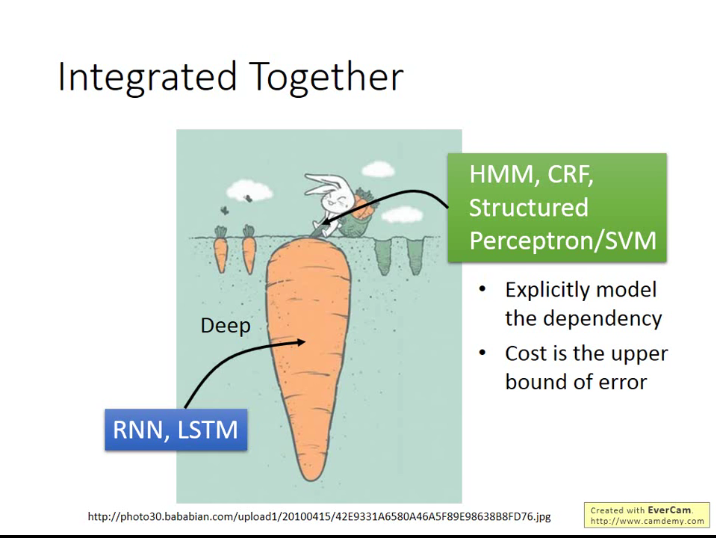 Integrated Together
HMM, CRF,
Structured
Perceptron/SVM
• Explicitly model
the dependency
• Cost is the upper
bound of error
Deep
RNN, LSTM
http://photo30.bababian.com/upload1/20100415/42E9331A6580A46A5F89E98638B8FD76.jpg
Created with EverCam.
http://www.camdemy.com